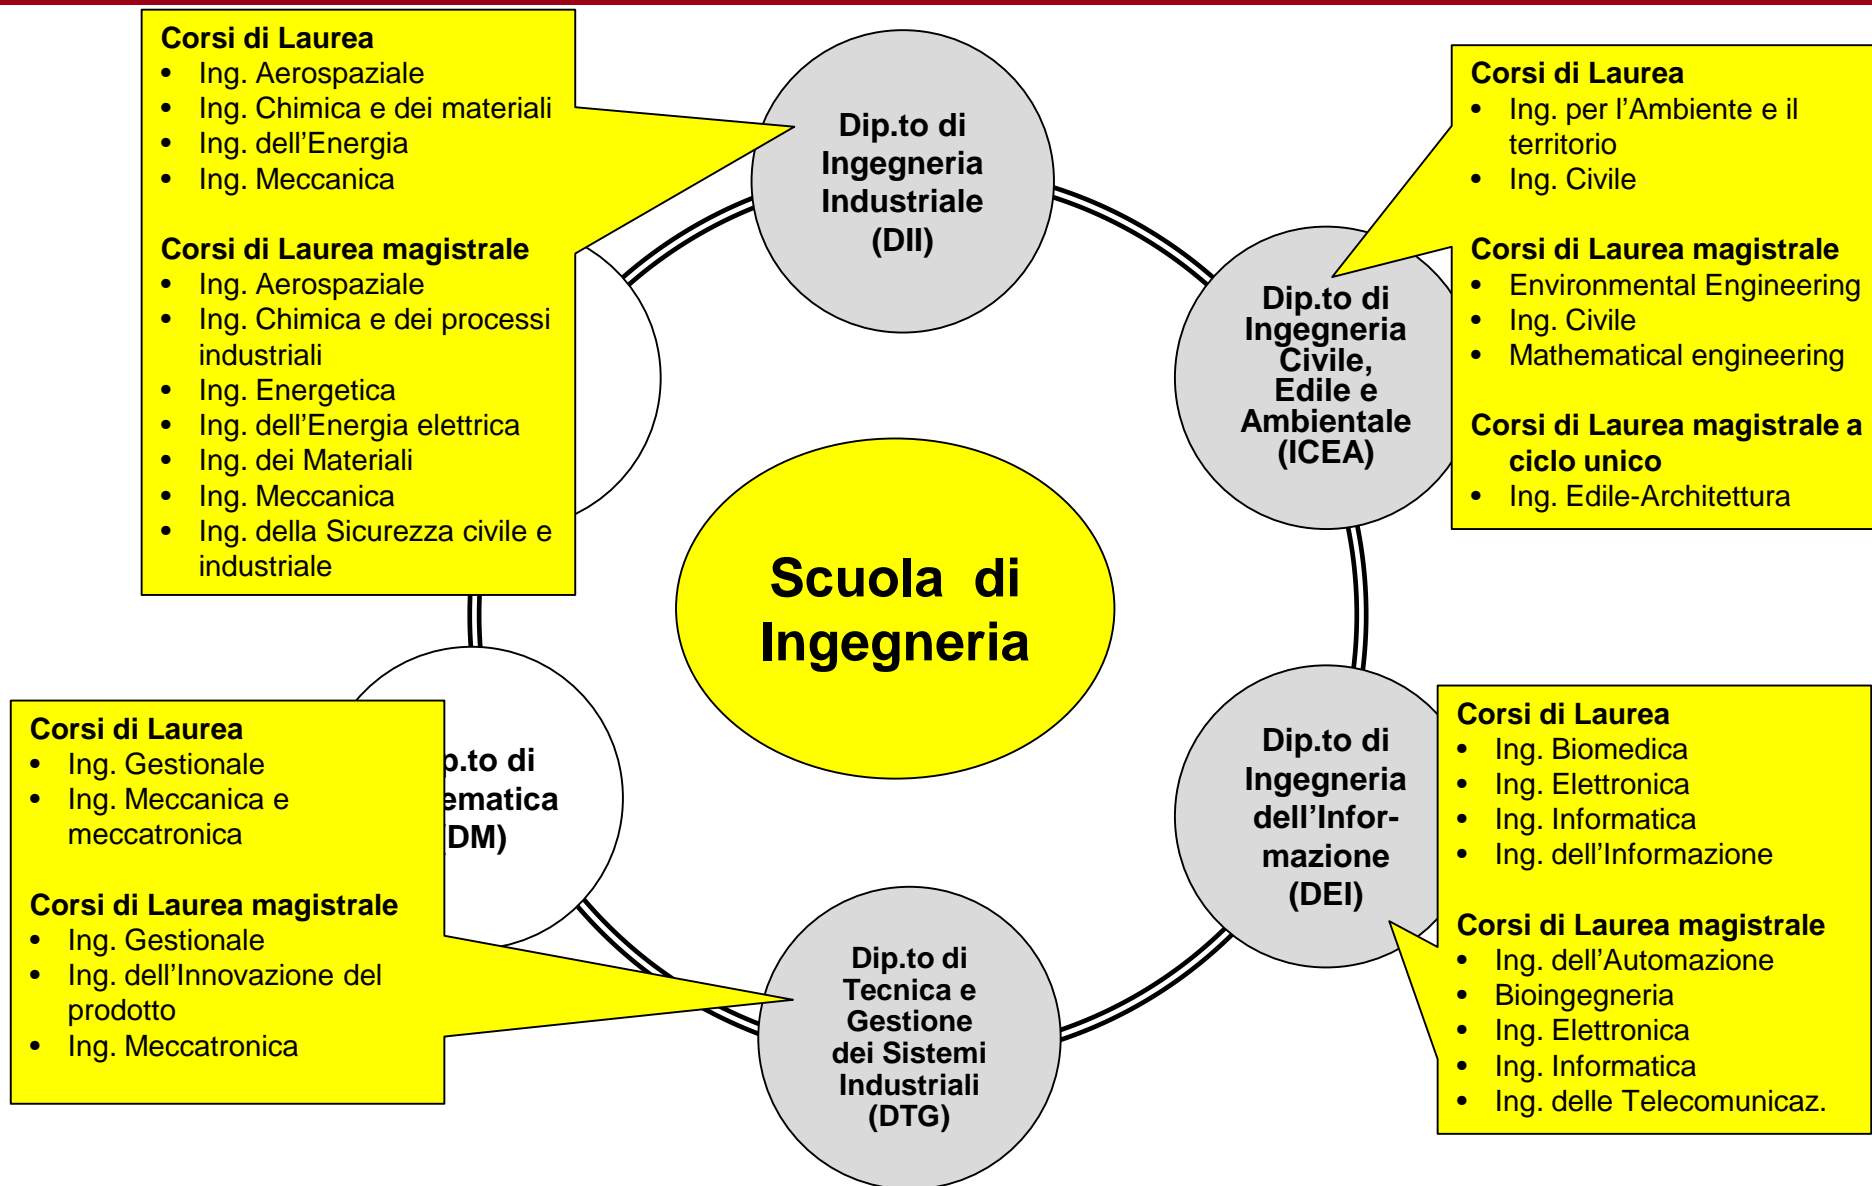 Corsi di Laurea
• Ing. Aerospaziale
• Ing. Chimica e dei materiali
• Ing. dell’Energia
• Ing. Meccanica
Corsi di Laurea magistrale
• Ing. Aerospaziale
• Ing. Chimica e dei processi
industriali
• Ing. Energetica
• Ing. dell’Energia elettrica
• Ing. dei Materiali
• Ing. Meccanica
• Ing. della Sicurezza civile e
industriale
Dip.to di
Ingegneria
Industriale
(DII)
Corsi di Laurea
• Ing. per l’Ambiente e il
territorio
• Ing. Civile
Corsi di Laurea magistrale
• Environmental Engineering
• Ing. Civile
• Mathematical engineering
Corsi di Laurea magistrale a
ciclo unico
• Ing. Edile-Architettura
Dip.to di
Ingegneria
Civile,
Edile e
Ambientale
(ICEA)
Scuola di
Ingegneria
Corsi di Laurea
• Ing. Gestionale
• Ing. Meccanica e
meccatronica
Corsi di Laurea magistrale
• Ing. Gestionale
• Ing. dell’Innovazione del
prodotto
• Ing. Meccatronica
p.to di
ematica
DM)
Dip.to di
Tecnica e
Gestione
dei Sistemi
Industriali
(DTG)
Dip.to di
Ingegneria
dell’Infor-
mazione
(DEI)
Corsi di Laurea
• Ing. Biomedica
• Ing. Elettronica
• Ing. Informatica
• Ing. dell’Informazione
Corsi di Laurea magistrale
• Ing. dell’Automazione
• Bioingegneria
• Ing. Elettronica
• Ing. Informatica
• Ing. delle Telecomunicaz.